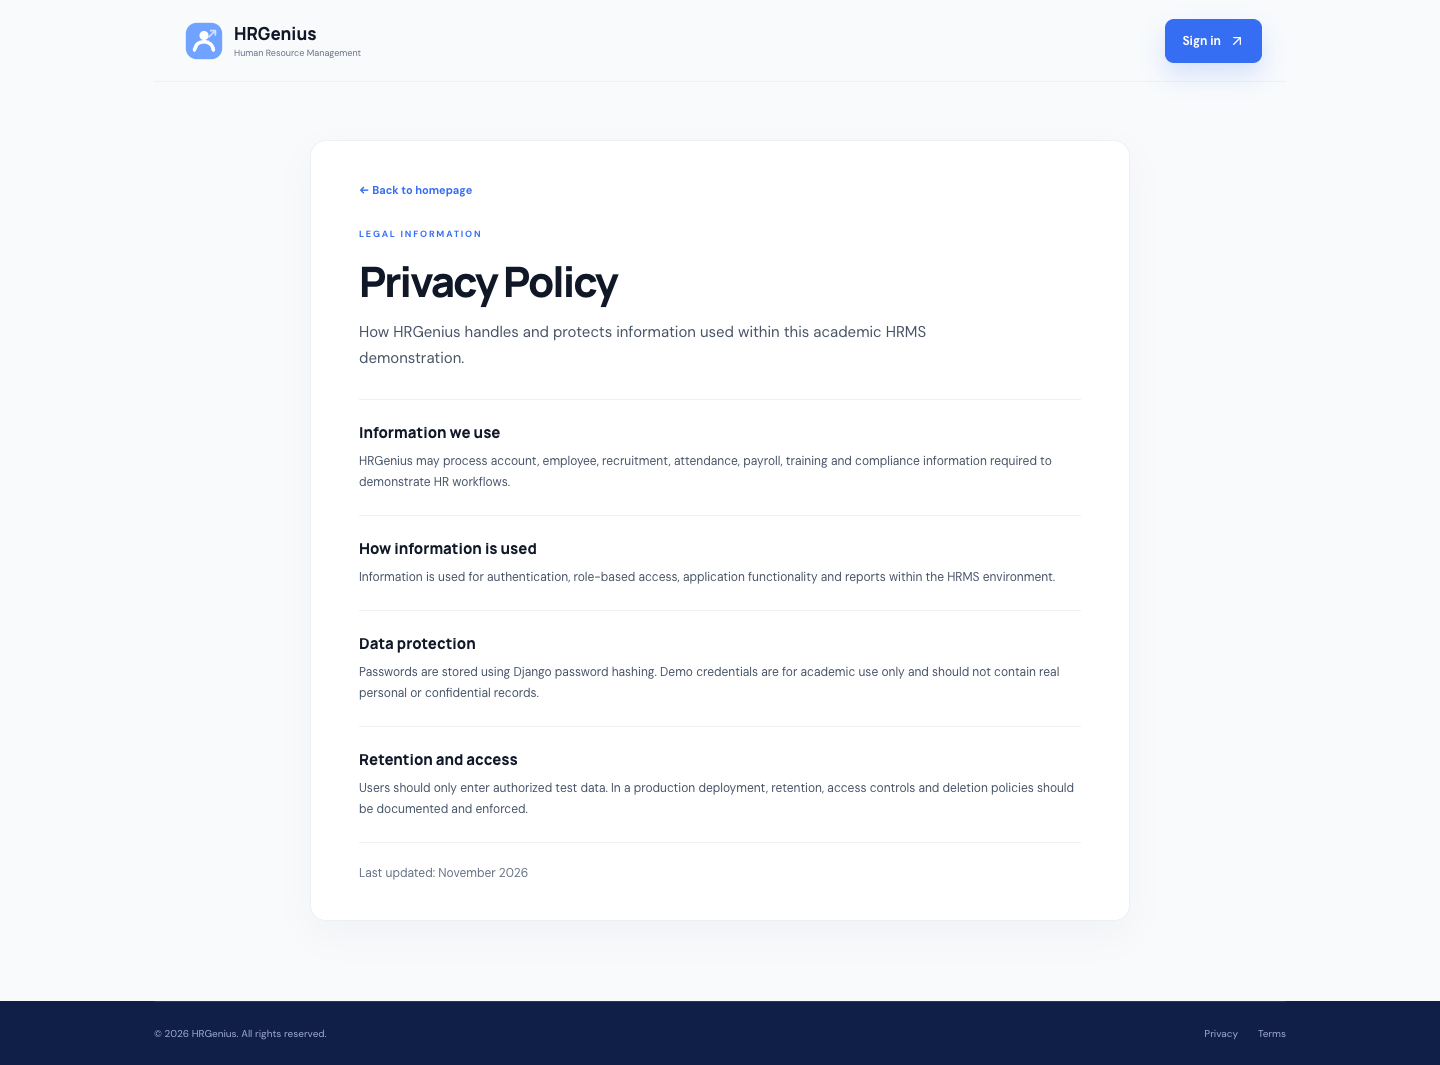 HRGenius
Human Resource Management
Sign in
← Back to homepage
LEGAL INFORMATION
Privacy Policy
How HRGenius handles and protects information used within this academic HRMS
demonstration.
Information we use
HRGenius may process account, employee, recruitment, attendance, payroll, training and compliance information required to
demonstrate HR workflows.
How information is used
Information is used for authentication, role-based access, application functionality and reports within the HRMS environment.
Data protection
Passwords are stored using Django password hashing. Demo credentials are for academic use only and should not contain real
personal or confidential records.
Retention and access
Users should only enter authorized test data. In a production deployment, retention, access controls and deletion policies should
be documented and enforced.
Last updated: November 2026
© 2026 HRGenius. All rights reserved.
Privacy
Terms